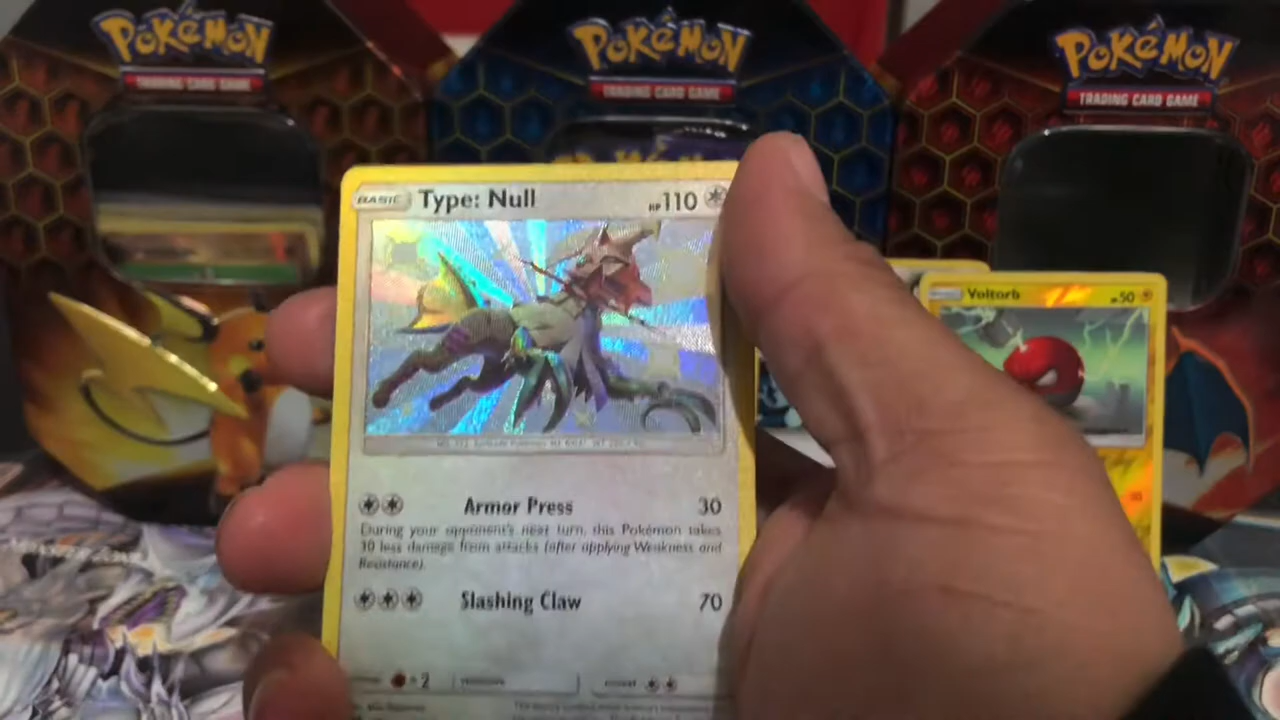 POKéMON
TRADING CARD GAME
POKéMON
TRADING CARD GAME
POKéMON
TRADING CARD GAME
BASIC Type: Null HP110
Voltorb HP50
Armor Press 30
During your opponent's next turn, this Pokémon takes
30 less damage from attacks (after applying Weakness and
Resistance).
Slashing Claw 70
×2